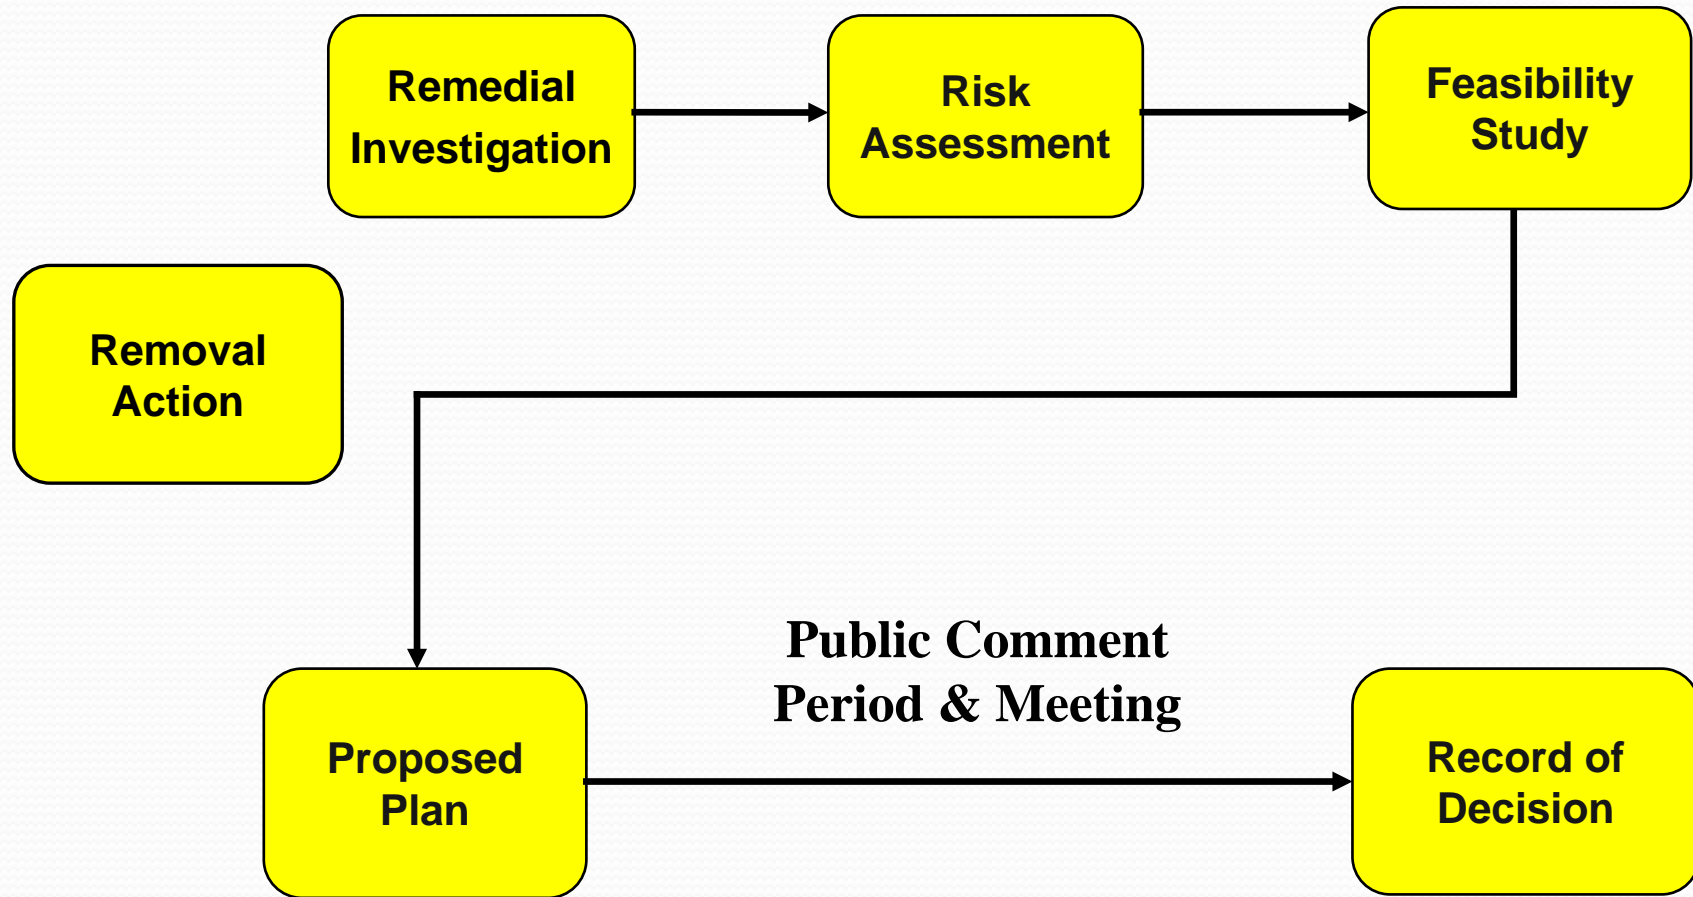 Remedial
Investigation
Risk
Assessment
Feasibility
Study
Removal
Action
Public Comment
Period & Meeting
Proposed
Plan
Record of
Decision